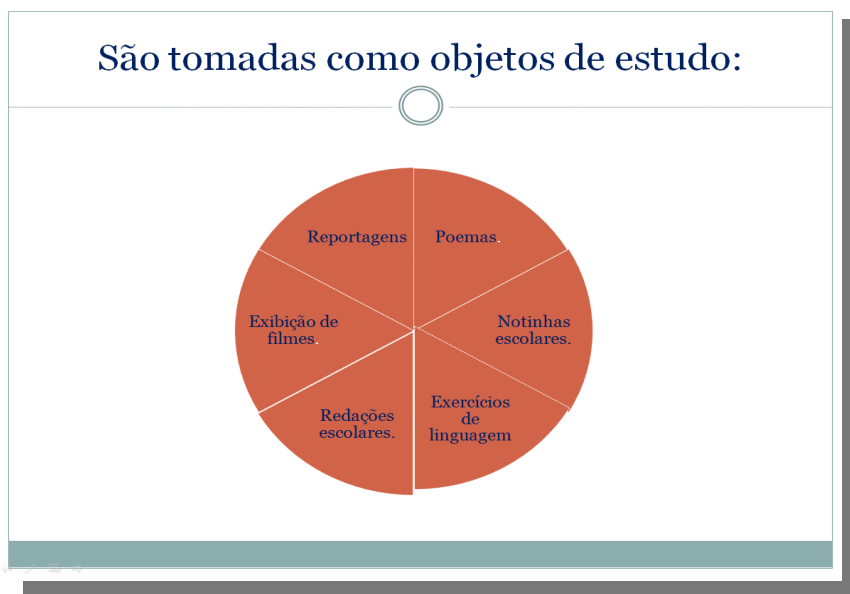 São tomadas como objetos de estudo:
Reportagens
Poemas.
Exibição de
filmes.
Notinhas
escolares.
Redações
escolares.
Exercícios
de
linguagem